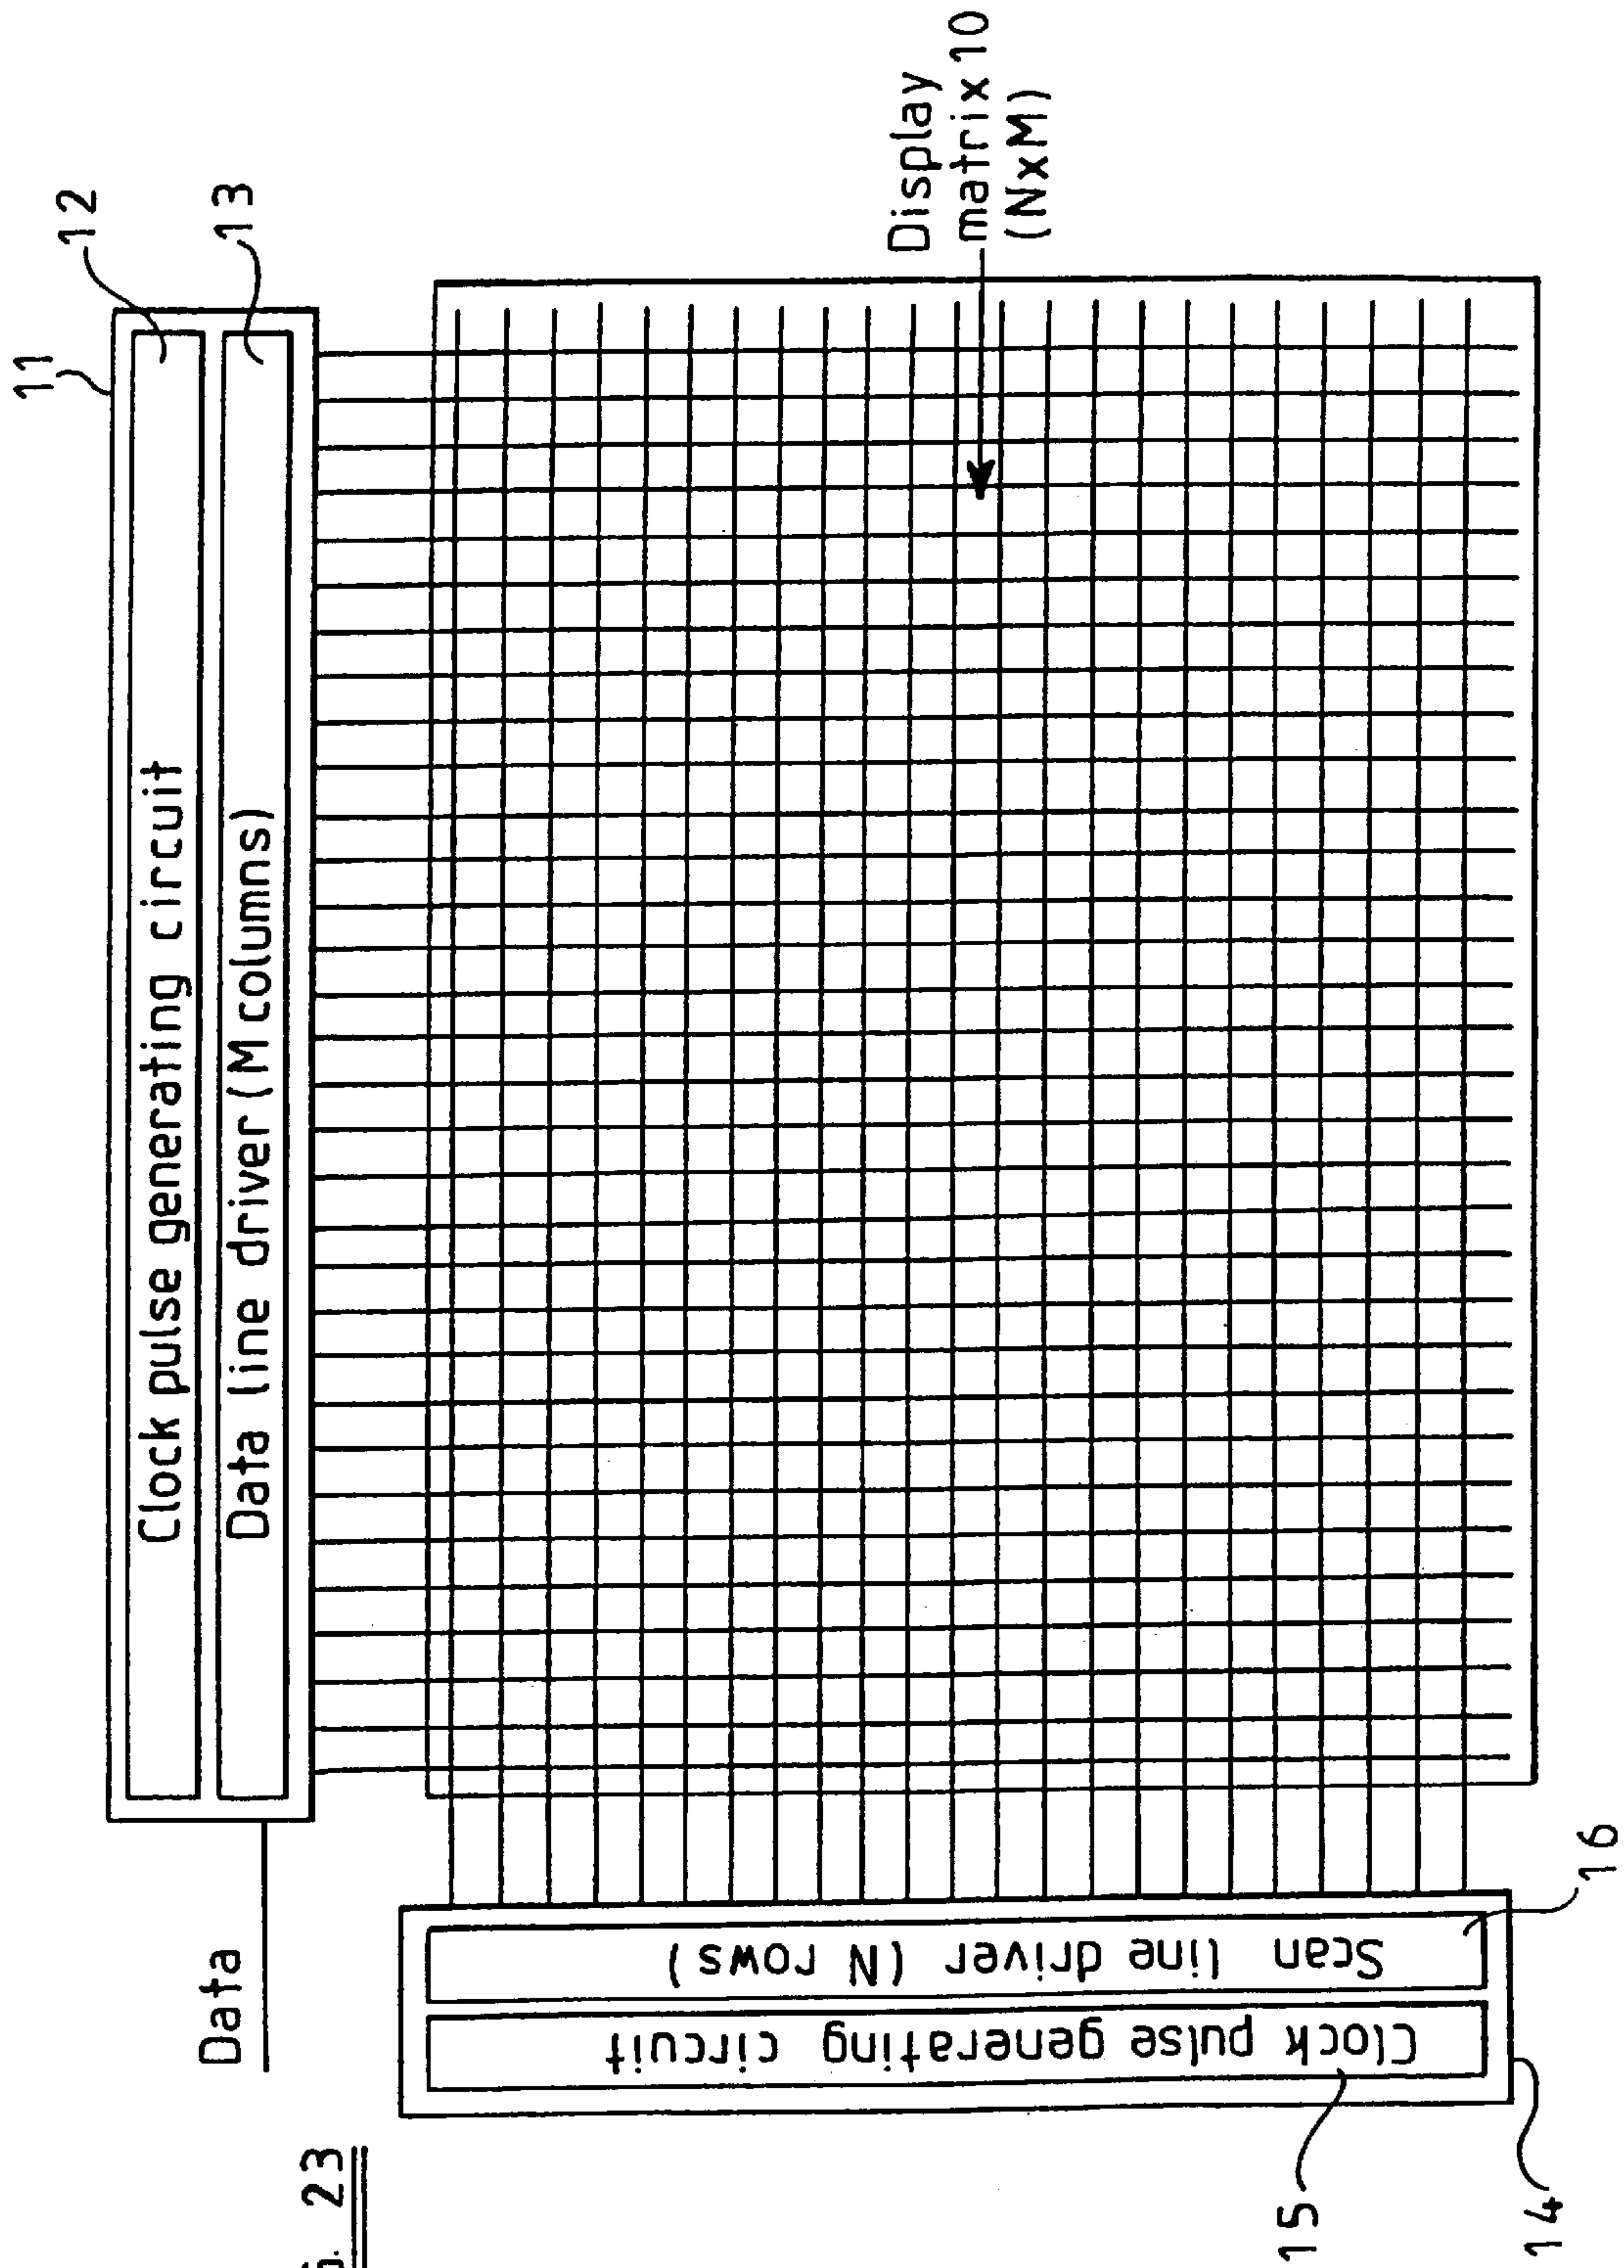 11
12
13
Clock pulse generating circuit
Data line driver (M columns)
Data
Display
matrix 10
(NxM)
Scan line driver (N rows)
Clock pulse generating circuit
16
15
14
23